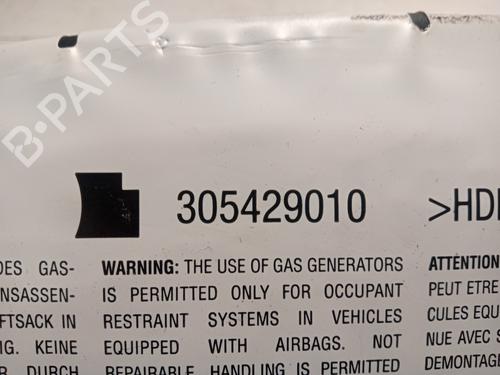 B-PARTS
305429010 >HD
DES GAS-
NSASSEN-
FTSACK IN
IG. KEINE
R DURCH
WARNING: THE USE OF GAS GENERATORS
IS PERMITTED ONLY FOR OCCUPANT
RESTRAINT SYSTEMS IN VEHICLES
EQUIPPED WITH AIRBAGS. NOT
REPAIRABLE HANDLING IS PERMITTED
ATTENTION
PEUT ETRE
CULES EQU
NUE AVEC S
DEMONTAGE